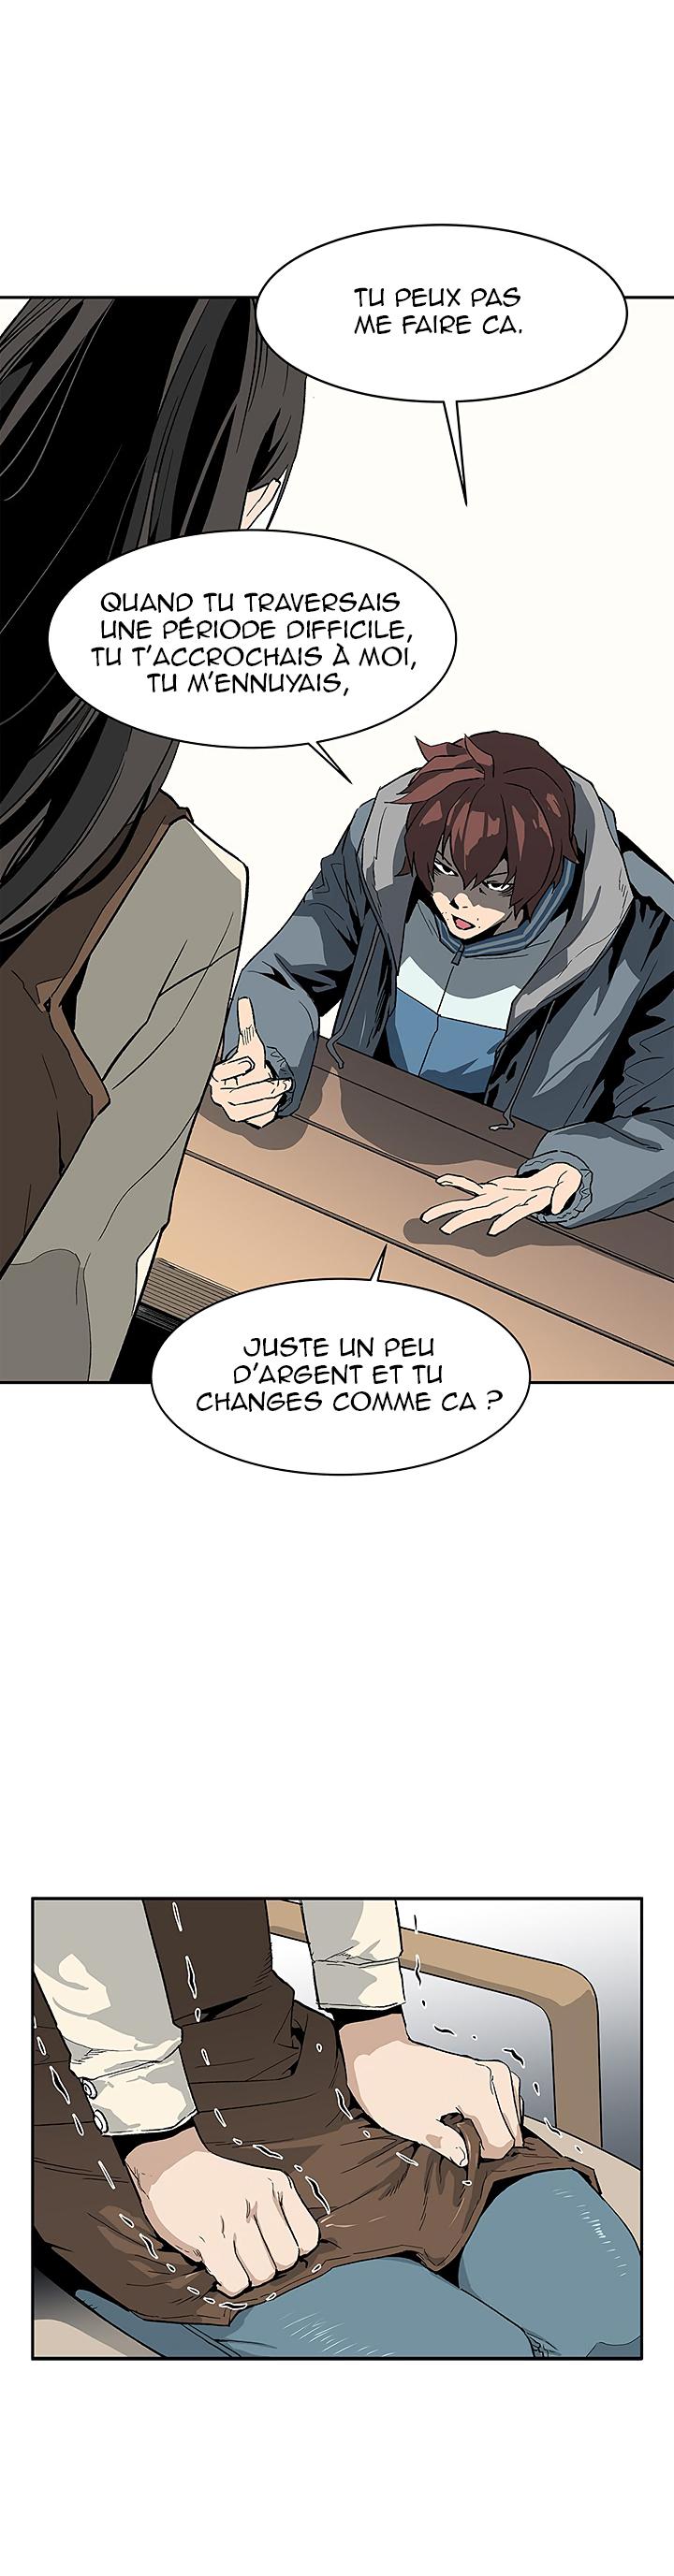 TU PEUX PAS
ME FAIRE CA.
QUAND TU TRAVERSAIS
UNE PÉRIODE DIFFICILE,
TU T'ACCROCHAIS À MOI,
TU M'ENNUYAIS,
JUSTE UN PEU
D'ARGENT ET TU
CHANGES COMME CA ?